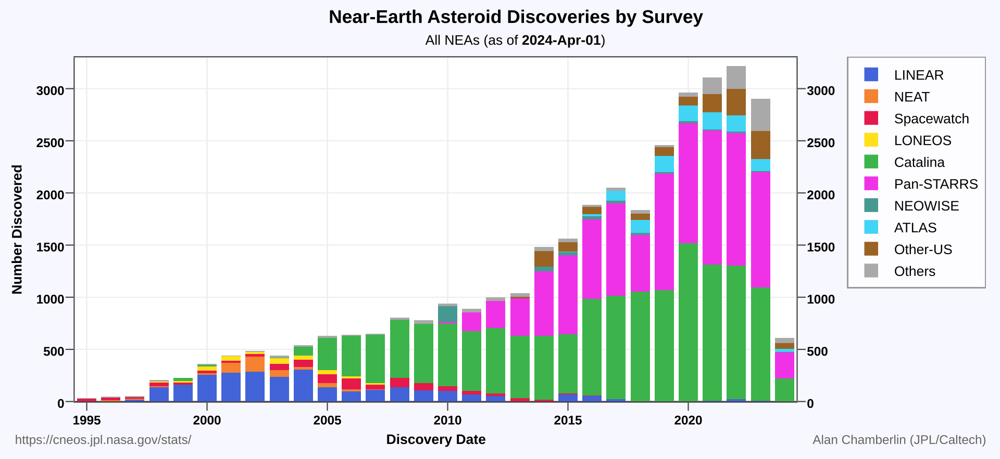 Near-Earth Asteroid Discoveries by Survey
All NEAs (as of 2024-Apr-01)
Number Discovered
3000
2500
2000
1500
1000
500
0
3000
2500
2000
1500
1000
500
0
1995
2000
2005
2010
2015
2020
Discovery Date
LINEAR
NEAT
Spacewatch
LONEOS
Catalina
Pan-STARRS
NEOWISE
ATLAS
Other-US
Others
https://cneos.jpl.nasa.gov/stats/
Alan Chamberlin (JPL/Caltech)